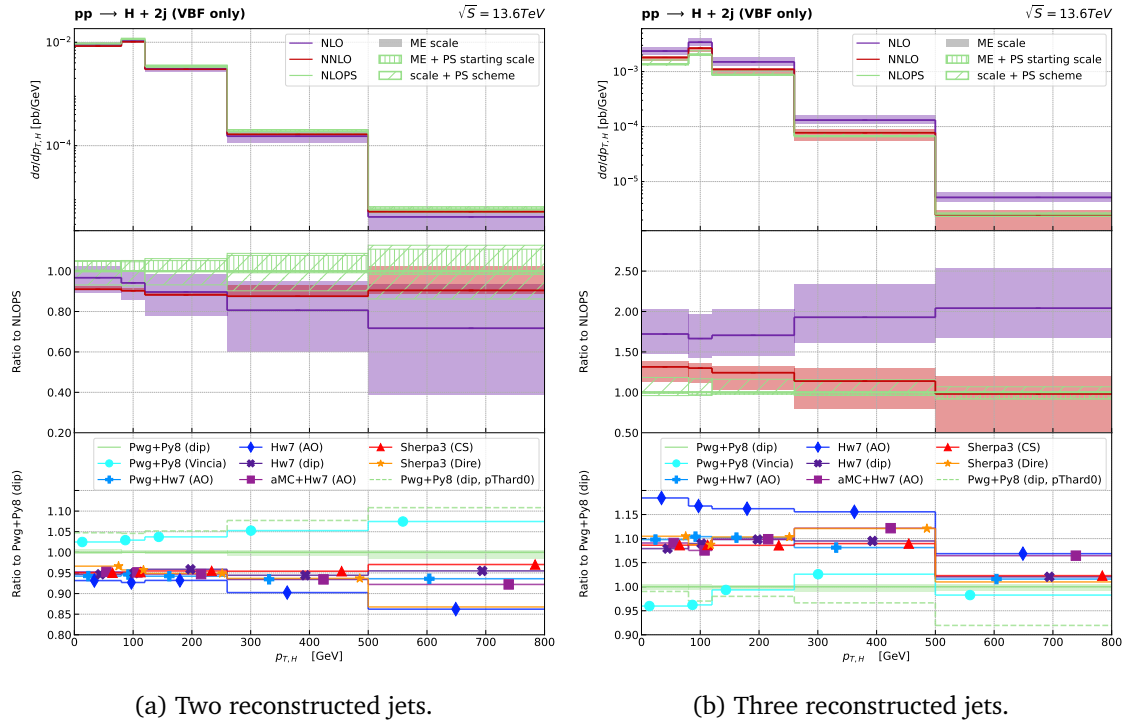 pp → H + 2j (VBF only) √S = 13.6TeV
NLO
NNLO
NLOPS
ME scale
ME + PS starting scale
scale + PS scheme
dσ/dp_{T,H} [pb/GeV]
10^{-2}
10^{-4}
Ratio to NLOPS
1.00
0.80
0.60
0.40
0.20
Pwg+Py8 (dip)
Pwg+Py8 (Vincia)
Pwg+Hw7 (AO)
Hw7 (AO)
Hw7 (dip)
aMC+Hw7 (AO)
Sherpa3 (CS)
Sherpa3 (Dire)
Pwg+Py8 (dip, pThard0)
Ratio to Pwg+Py8 (dip)
1.10
1.05
1.00
0.95
0.90
0.85
0.80
0 100 200 300 400 500 600 700 800
p_{T,H} [GeV]
(a) Two reconstructed jets.
pp → H + 2j (VBF only) √S = 13.6TeV
NLO
NNLO
NLOPS
ME scale
ME + PS starting scale
scale + PS scheme
dσ/dp_{T,H} [pb/GeV]
10^{-3}
10^{-4}
10^{-5}
Ratio to NLOPS
2.50
2.00
1.50
1.00
0.50
Pwg+Py8 (dip)
Pwg+Py8 (Vincia)
Pwg+Hw7 (AO)
Hw7 (AO)
Hw7 (dip)
aMC+Hw7 (AO)
Sherpa3 (CS)
Sherpa3 (Dire)
Pwg+Py8 (dip, pThard0)
Ratio to Pwg+Py8 (dip)
1.15
1.10
1.05
1.00
0.95
0.90
0 100 200 300 400 500 600 700 800
p_{T,H} [GeV]
(b) Three reconstructed jets.